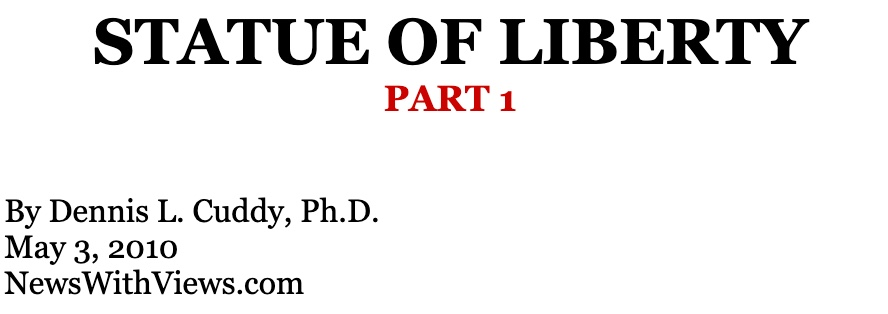 STATUE OF LIBERTY
PART 1
By Dennis L. Cuddy, Ph.D.
May 3, 2010
NewsWithViews.com